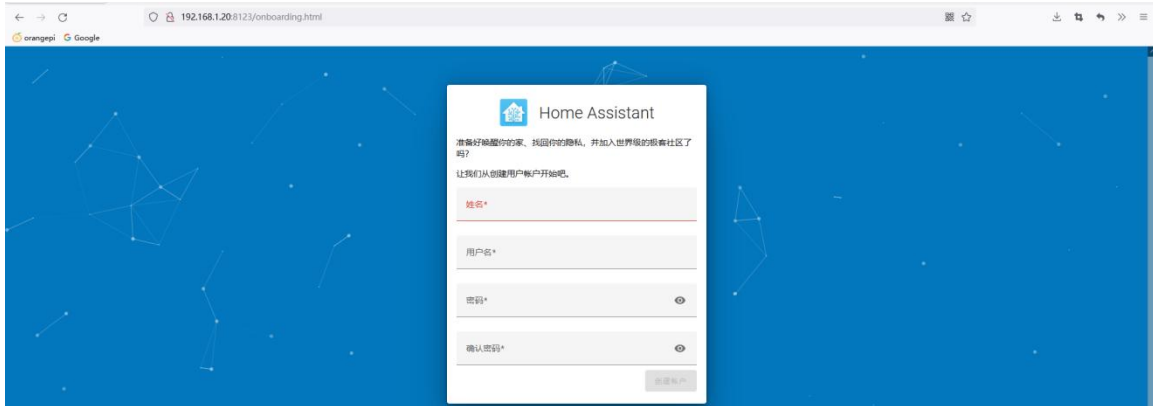 192.168.1.20:8123/onboarding.html
orangepi G Google
Home Assistant
准备好唤醒你的家、找回你的隐私，并加入世界级的极客社区了
吗?
让我们从创建用户帐户开始吧。
姓名*
用户名*
密码*
确认密码*
创建帐户